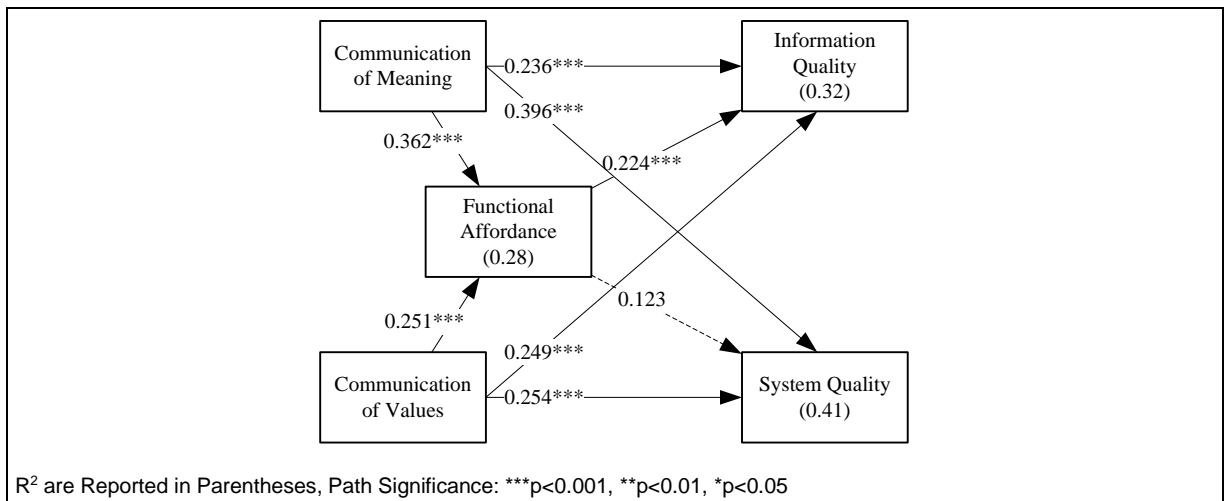 Communication
of Meaning
Information
Quality
(0.32)
0.236***
0.396***
0.362***
0.224***
Functional
Affordance
(0.28)
0.123
0.251***
0.249***
Communication
of Values
0.254***
System Quality
(0.41)
R² are Reported in Parentheses, Path Significance: ***p<0.001, **p<0.01, *p<0.05